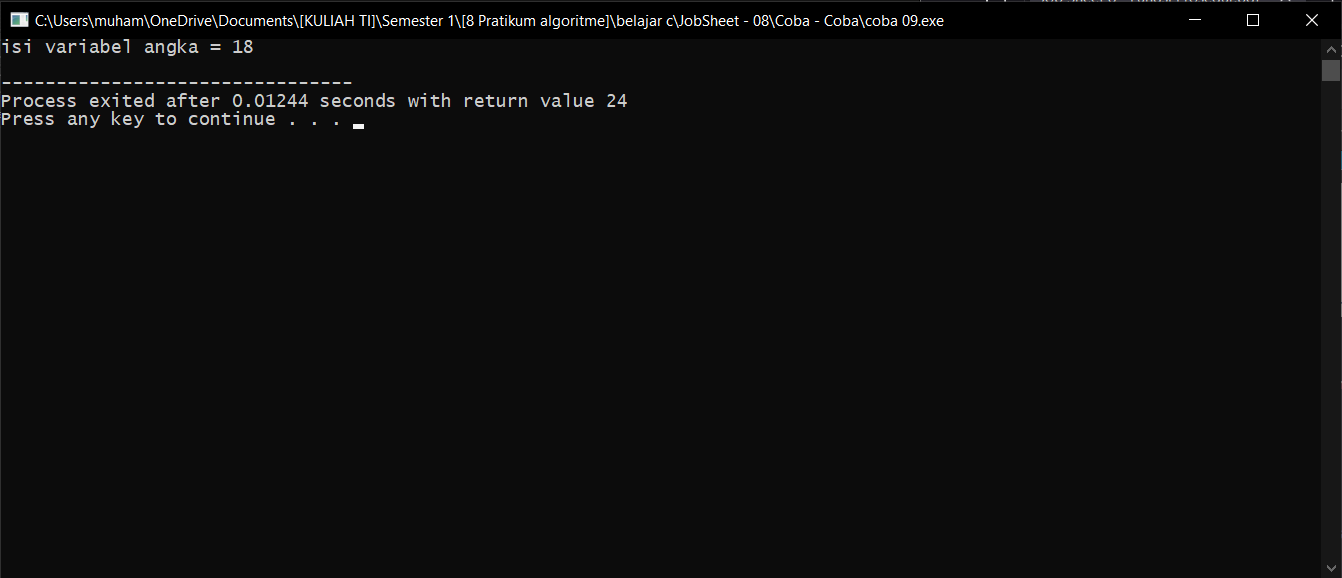 C:\Users\muham\OneDrive\Documents\[KULIAH TI]\Semester 1\[8 Pratikum algoritme]\belajar c\JobSheet - 08\Coba - Coba\coba 09.exe
isi variabel angka = 18
--------------------------------
Process exited after 0.01244 seconds with return value 24
Press any key to continue . . .